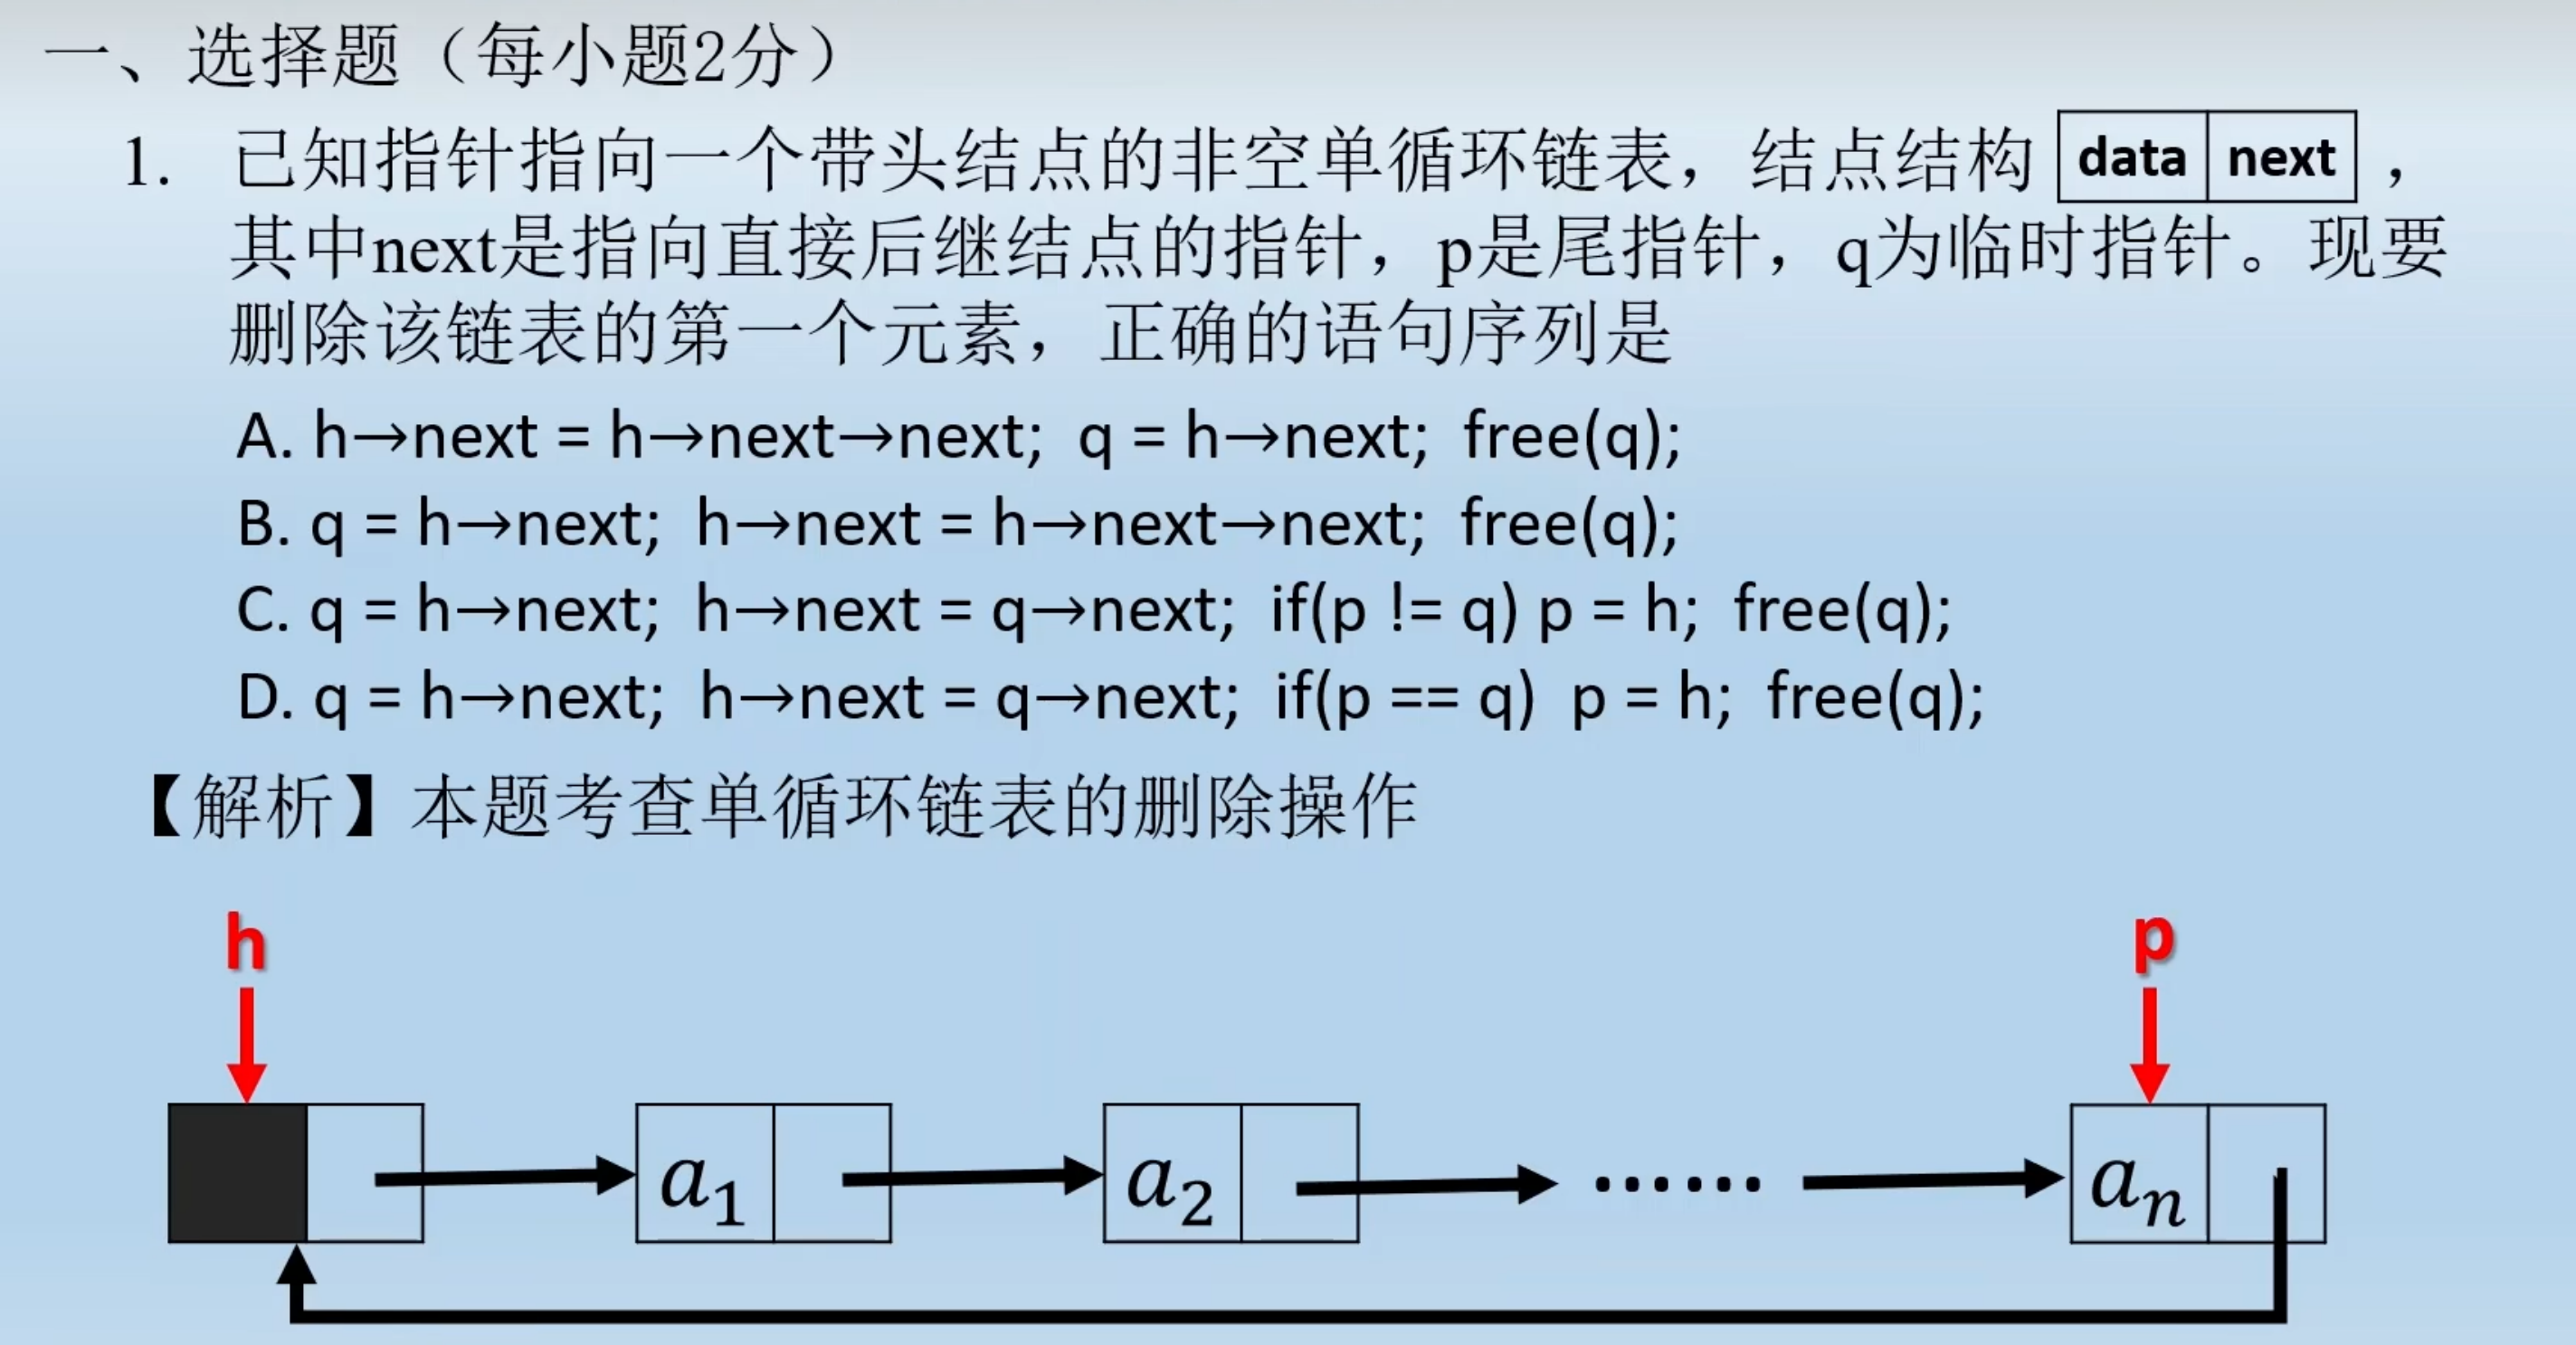 一、选择题（每小题2分）
1. 已知指针指向一个带头结点的非空单循环链表，结点结构 data next ，
其中next是指向直接后继结点的指针，p是尾指针，q为临时指针。现要
删除该链表的第一个元素，正确的语句序列是
A. h→next = h→next→next; q = h→next; free(q);
B. q = h→next; h→next = h→next→next; free(q);
C. q = h→next; h→next = q→next; if(p != q) p = h; free(q);
D. q = h→next; h→next = q→next; if(p == q) p = h; free(q);
【解析】本题考查单循环链表的删除操作
h p
a₁ a₂ …… aₙ